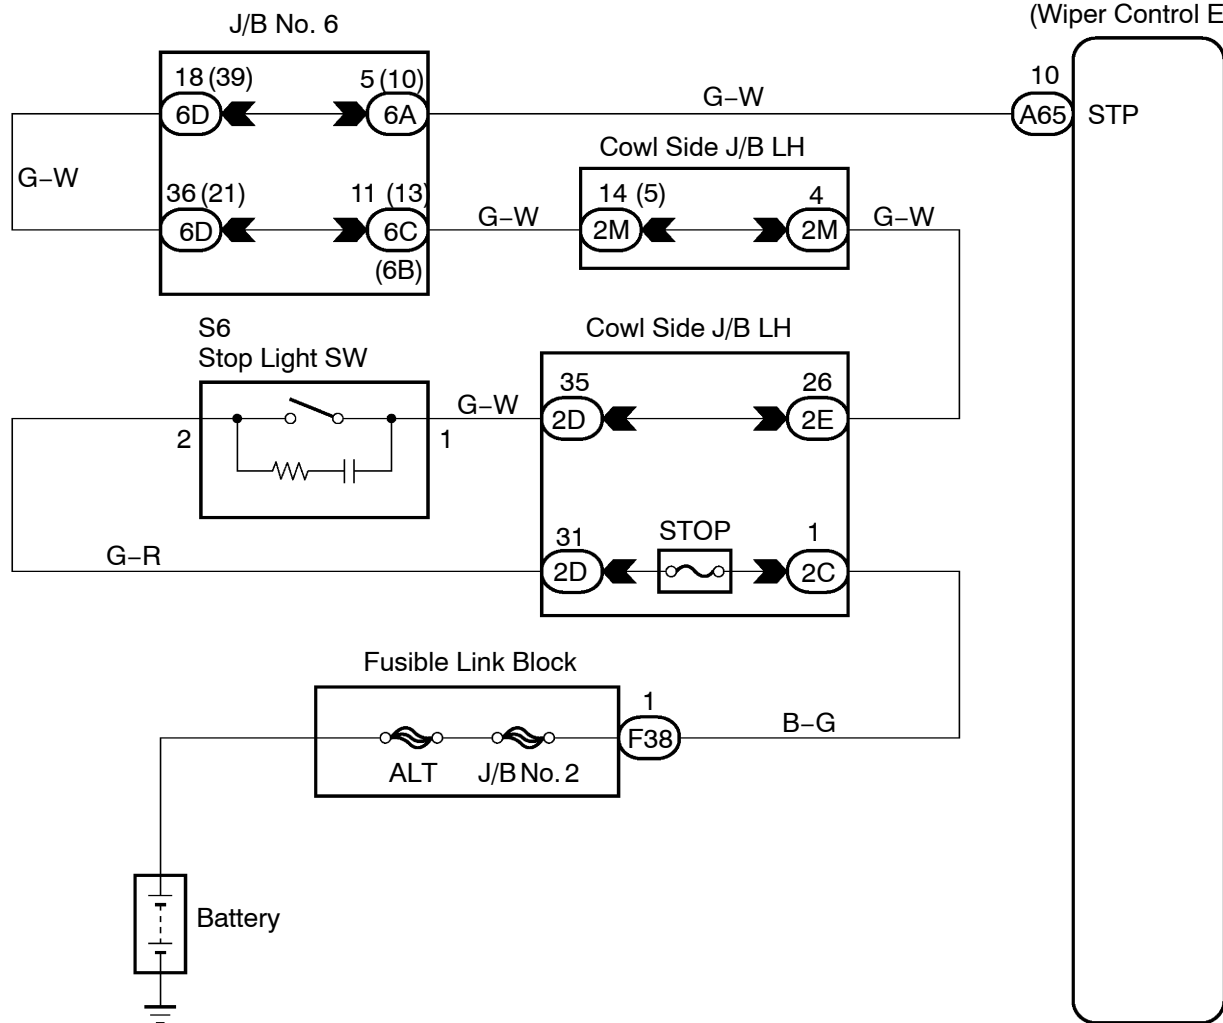 (Wiper Control E
J/B No. 6
18 (39) 5 (10)
6D 6A
G–W
10
A65 STP
G–W
Cowl Side J/B LH
36 (21) 11 (13)
6D 6C
(6B)
G–W
14 (5) 4
2M 2M
G–W
S6
Stop Light SW
2 1
G–W
Cowl Side J/B LH
35 26
2D 2E
STOP
31 1
2D 2C
G–R
Fusible Link Block
ALT J/B No. 2
1
F38
B–G
Battery